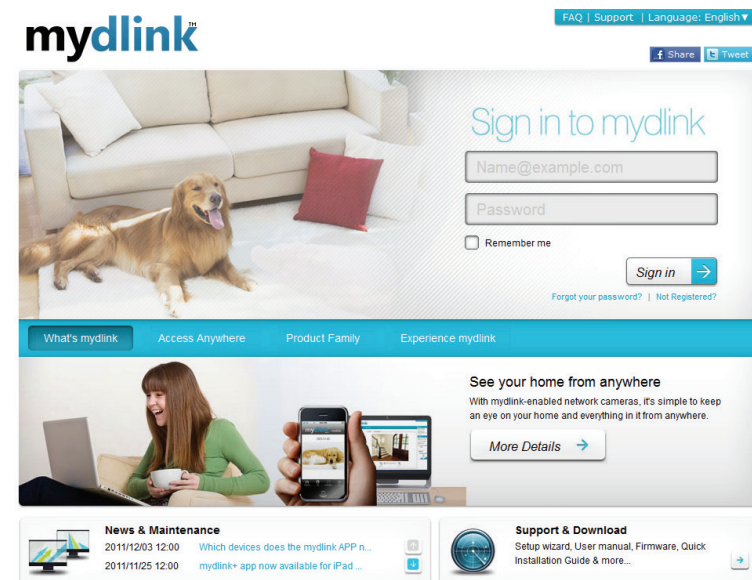 mydlink™
FAQ | Support | Language: English▼
Share Tweet
Sign in to mydlink
Name@example.com
Password
Remember me
Sign in
Forgot your password? | Not Registered?
What's mydlink Access Anywhere Product Family Experience mydlink
See your home from anywhere
With mydlink-enabled network cameras, it's simple to keep
an eye on your home and everything in it from anywhere.
More Details
News & Maintenance
2011/12/03 12:00 Which devices does the mydlink APP n...
2011/11/25 12:00 mydlink+ app now available for iPad ...
Support & Download
Setup wizard, User manual, Firmware, Quick
Installation Guide & more...